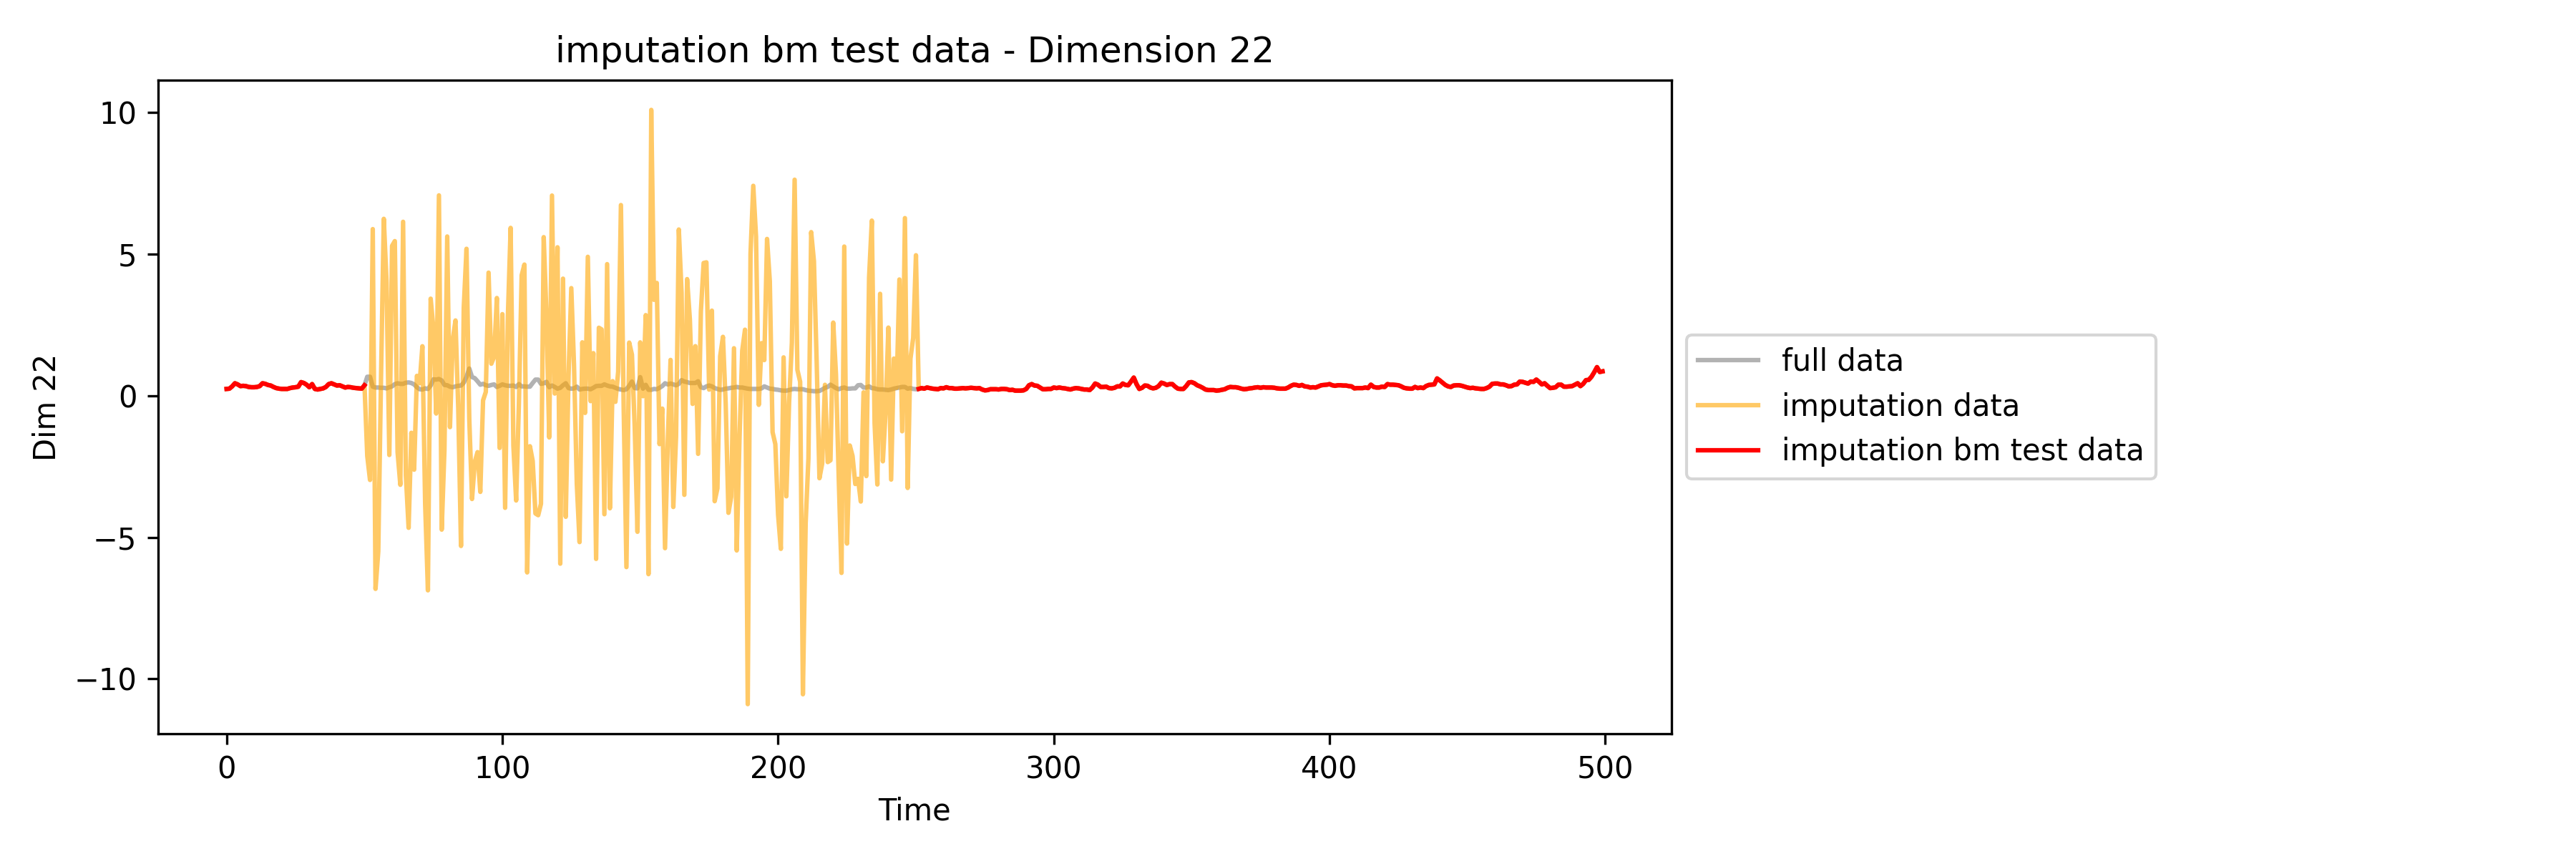 imputation bm test data - Dimension 22
10
5
0
−5
−10
Dim 22
0
100
200
300
400
500
Time
full data
imputation data
imputation bm test data